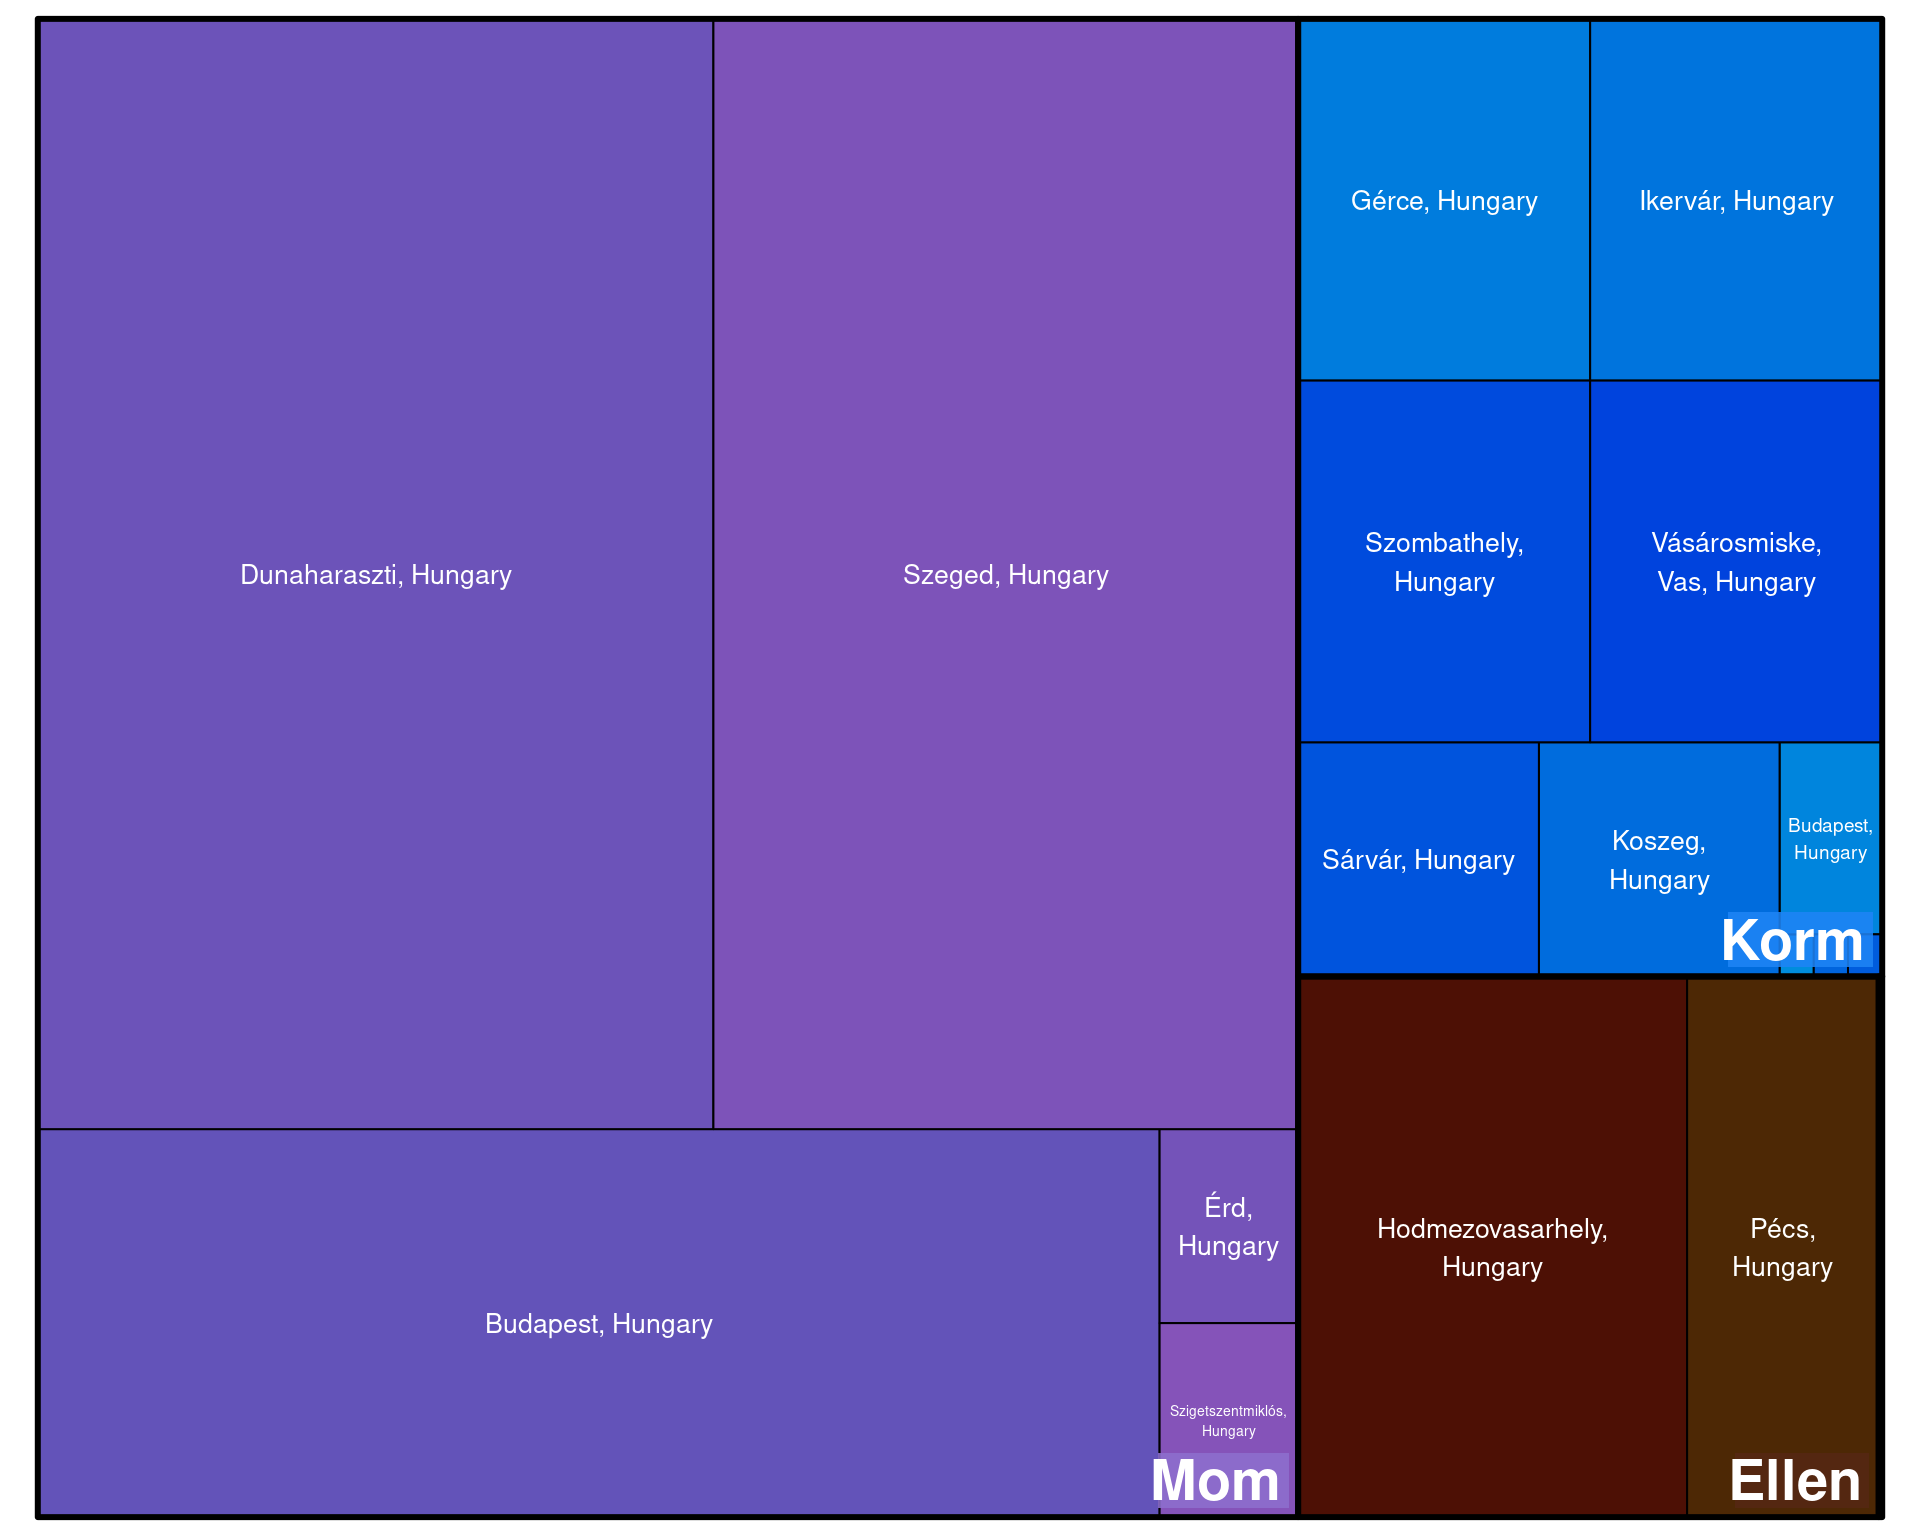 Dunaharaszti, Hungary
Szeged, Hungary
Budapest, Hungary
Érd,
Hungary
Szigetszentmiklós,
Hungary
Mom
Gérce, Hungary
Ikervár, Hungary
Szombathely,
Hungary
Vásárosmiske,
Vas, Hungary
Sárvár, Hungary
Koszeg,
Hungary
Budapest,
Hungary
Korm
Hodmezovasarhely,
Hungary
Pécs,
Hungary
Ellen